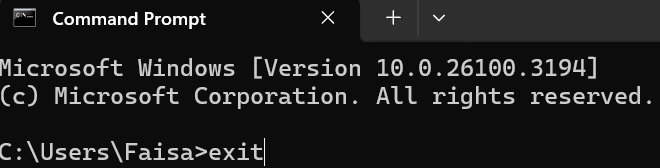 Command Prompt
Microsoft Windows [Version 10.0.26100.3194]
(c) Microsoft Corporation. All rights reserved.
C:\Users\Faisa>exit